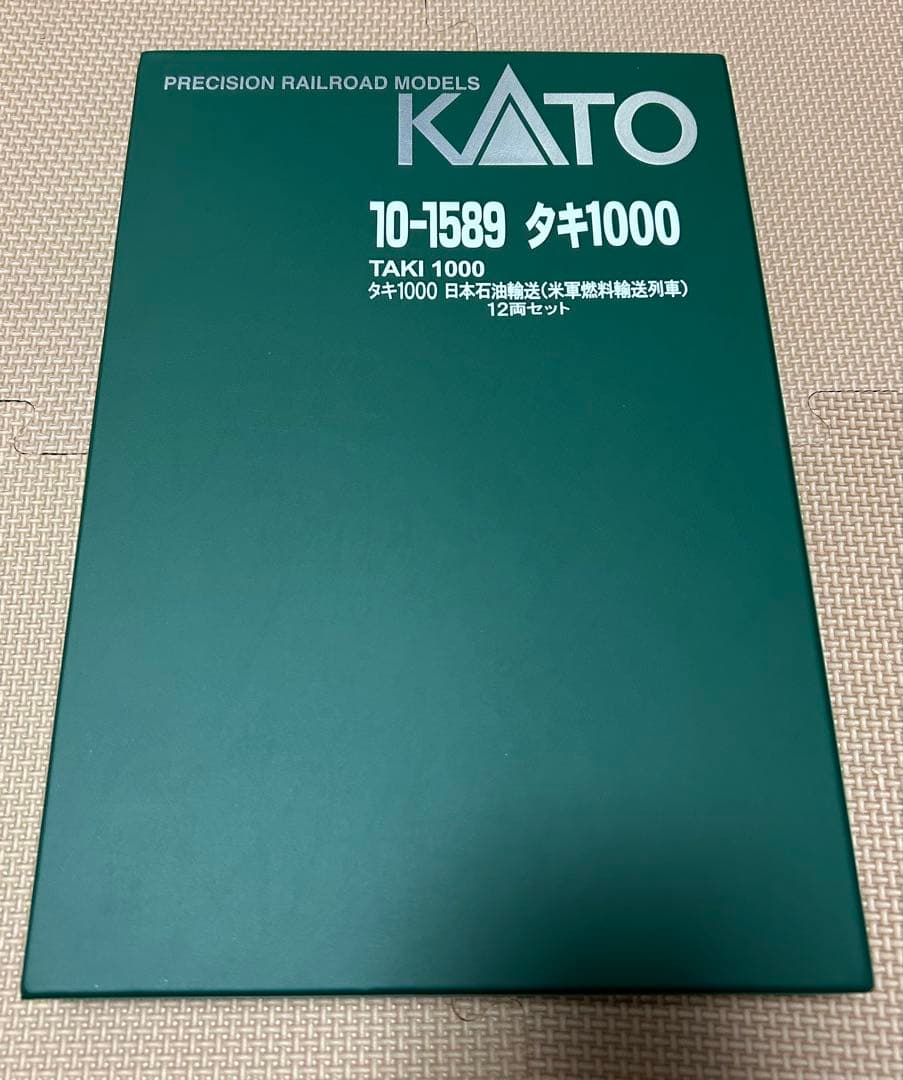 PRECISION RAILROAD MODELS
KATO
10-1589 タキ1000
TAKI 1000
タキ1000 日本石油輸送(米軍燃料輸送列車)
12両セット